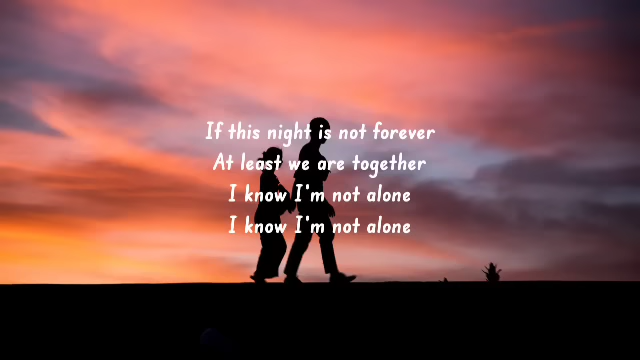 If this night is not forever
At least we are together
I know I'm not alone
I know I'm not alone